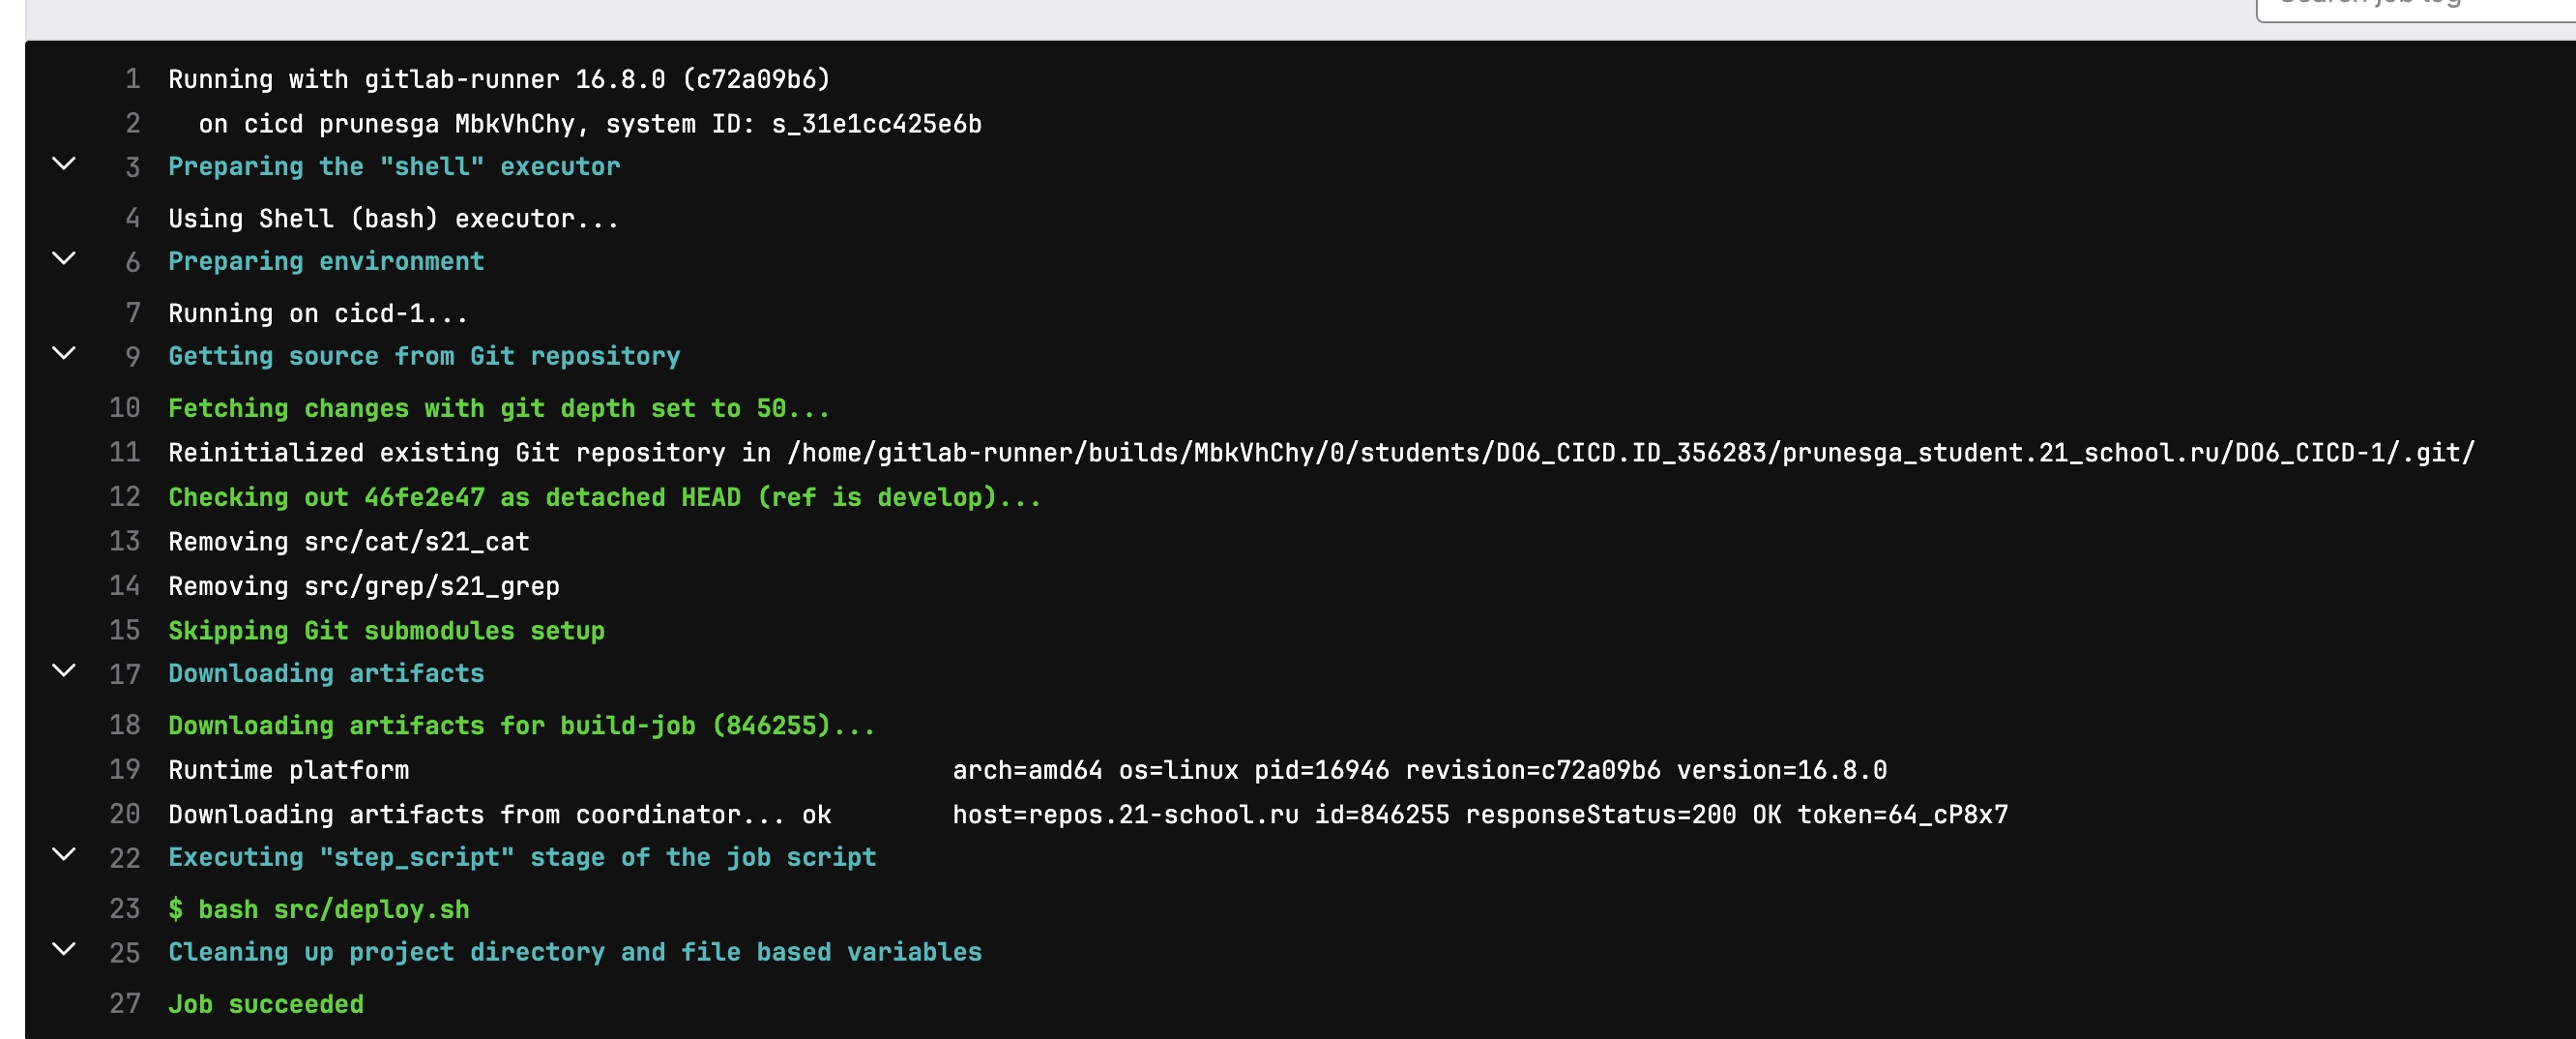 1 Running with gitlab-runner 16.8.0 (c72a09b6)
2 on cicd prunesga MbkVhChy, system ID: s_31e1cc425e6b
3 Preparing the "shell" executor
4 Using Shell (bash) executor...
6 Preparing environment
7 Running on cicd-1...
9 Getting source from Git repository
10 Fetching changes with git depth set to 50...
11 Reinitialized existing Git repository in /home/gitlab-runner/builds/MbkVhChy/0/students/DO6_CICD.ID_356283/prunesga_student.21_school.ru/DO6_CICD-1/.git/
12 Checking out 46fe2e47 as detached HEAD (ref is develop)...
13 Removing src/cat/s21_cat
14 Removing src/grep/s21_grep
15 Skipping Git submodules setup
17 Downloading artifacts
18 Downloading artifacts for build-job (846255)...
19 Runtime platform arch=amd64 os=linux pid=16946 revision=c72a09b6 version=16.8.0
20 Downloading artifacts from coordinator... ok host=repos.21-school.ru id=846255 responseStatus=200 OK token=64_cP8x7
22 Executing "step_script" stage of the job script
23 $ bash src/deploy.sh
25 Cleaning up project directory and file based variables
27 Job succeeded